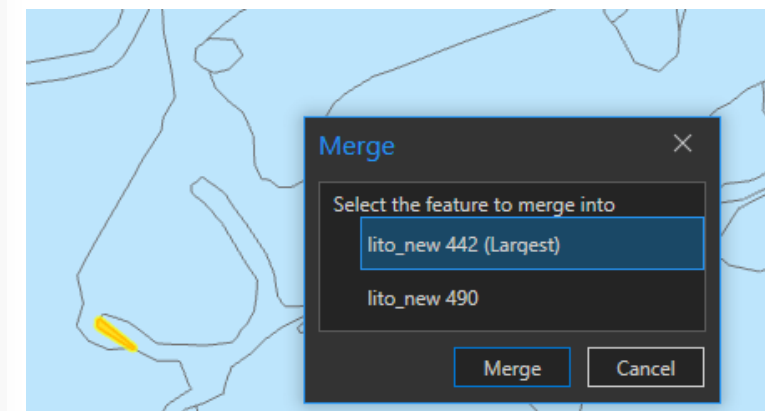 Merge
Select the feature to merge into
lito_new 442 (Largest)
lito_new 490
Merge
Cancel